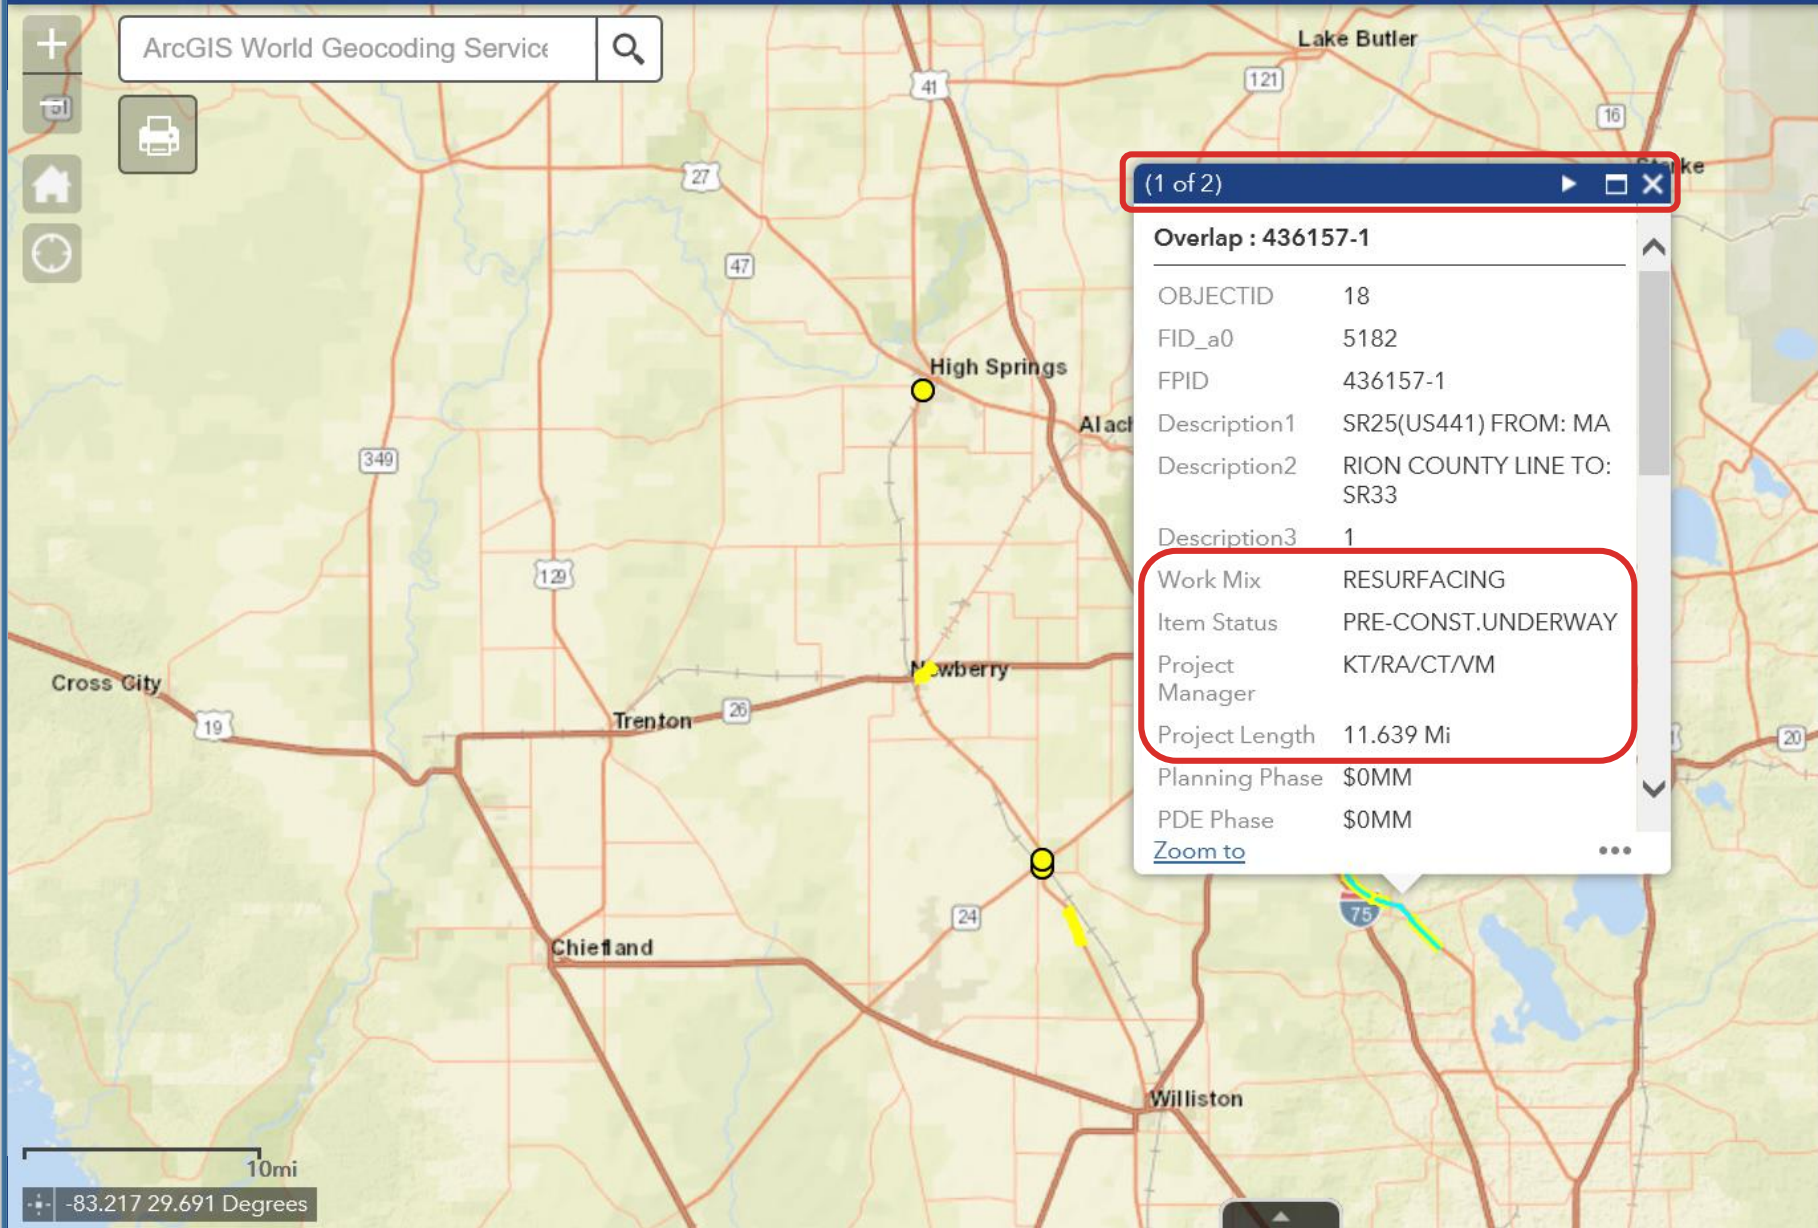 +
ArcGIS World Geocoding Service
Lake Butler
41
121
51
16
27
(1 of 2)
47
Overlap : 436157-1
OBJECTID 18
FID_a0 5182
High Springs
FPID 436157-1
Description1 SR25(US441) FROM: MA
349
Description2 RION COUNTY LINE TO:
SR33
Description3 1
129
Work Mix RESURFACING
Item Status PRE-CONST.UNDERWAY
Project
Manager
KT/RA/CT/VM
Newberry
Cross City
19
Trenton
26
Project Length 11.639 Mi
20
Planning Phase $0MM
PDE Phase $0MM
Zoom to
•••
24
75
Chiefland
Williston
10mi
-83.217 29.691 Degrees